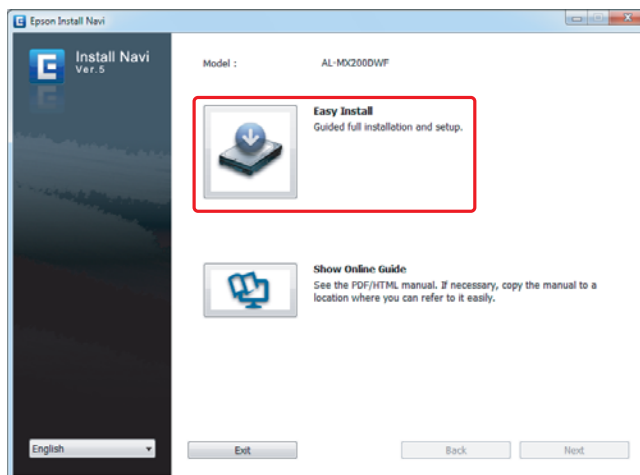 Epson Install Navi
Install Navi
Ver.5
Model :
AL-MX200DWF
Easy Install
Guided full installation and setup.
Show Online Guide
See the PDF/HTML manual. If necessary, copy the manual to a
location where you can refer to it easily.
English
Exit
Back
Next